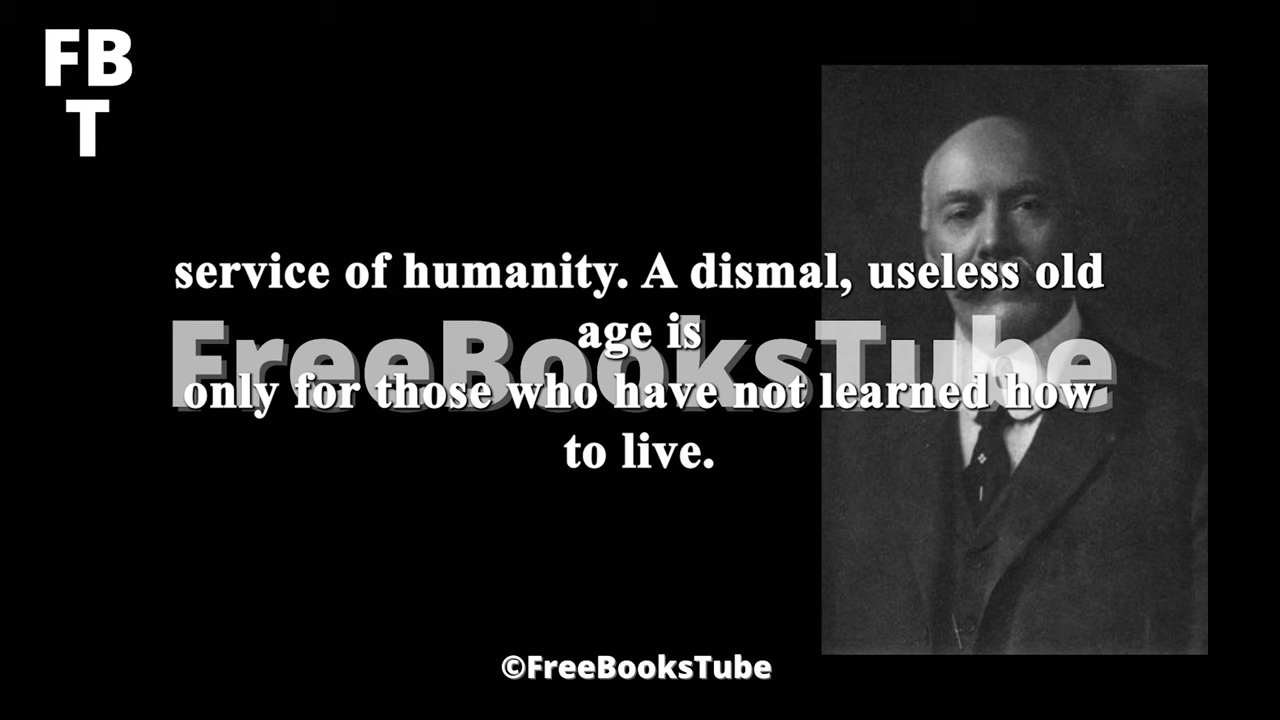 FB
T
service of humanity. A dismal, useless old
age is
FreeBooksTube
only for those who have not learned how
to live.
©FreeBooksTube